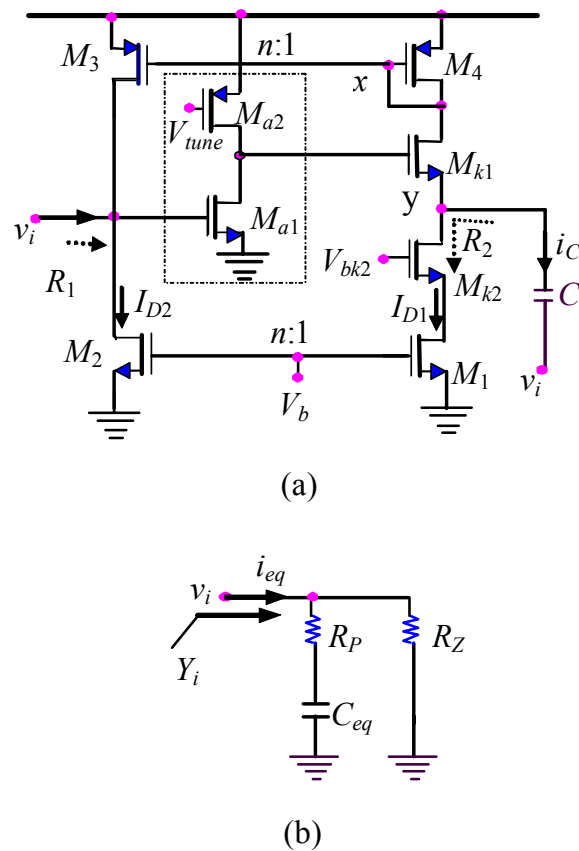 M3
n:1
x
M4
Vtune
Ma2
Mk1
vi
Ma1
y
R1
R2
iC
Vbk2
Mk2
C
ID2
ID1
M2
n:1
M1
vi
Vb
(a)
ieq
vi
Yi
RP
RZ
Ceq
(b)